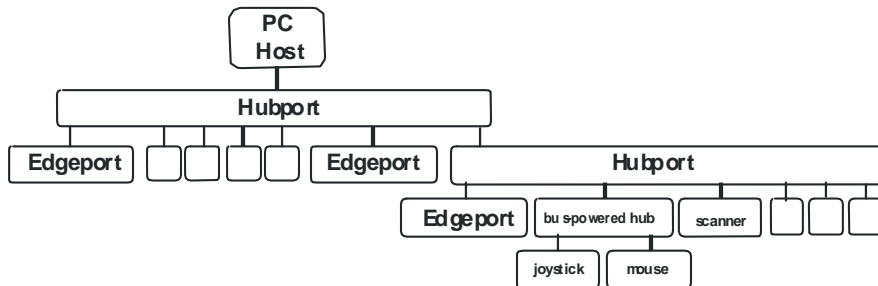 PC
Host
Hubport
Edgeport
Edgeport
Hubport
Edgeport
bus-powered hub
scanner
joystick
mouse